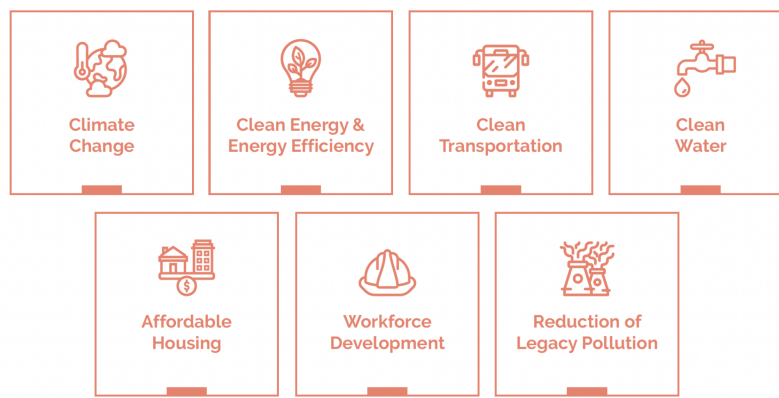 Climate
Change
Clean Energy &
Energy Efficiency
Clean
Transportation
Clean
Water
$
Affordable
Housing
Workforce
Development
Reduction of
Legacy Pollution